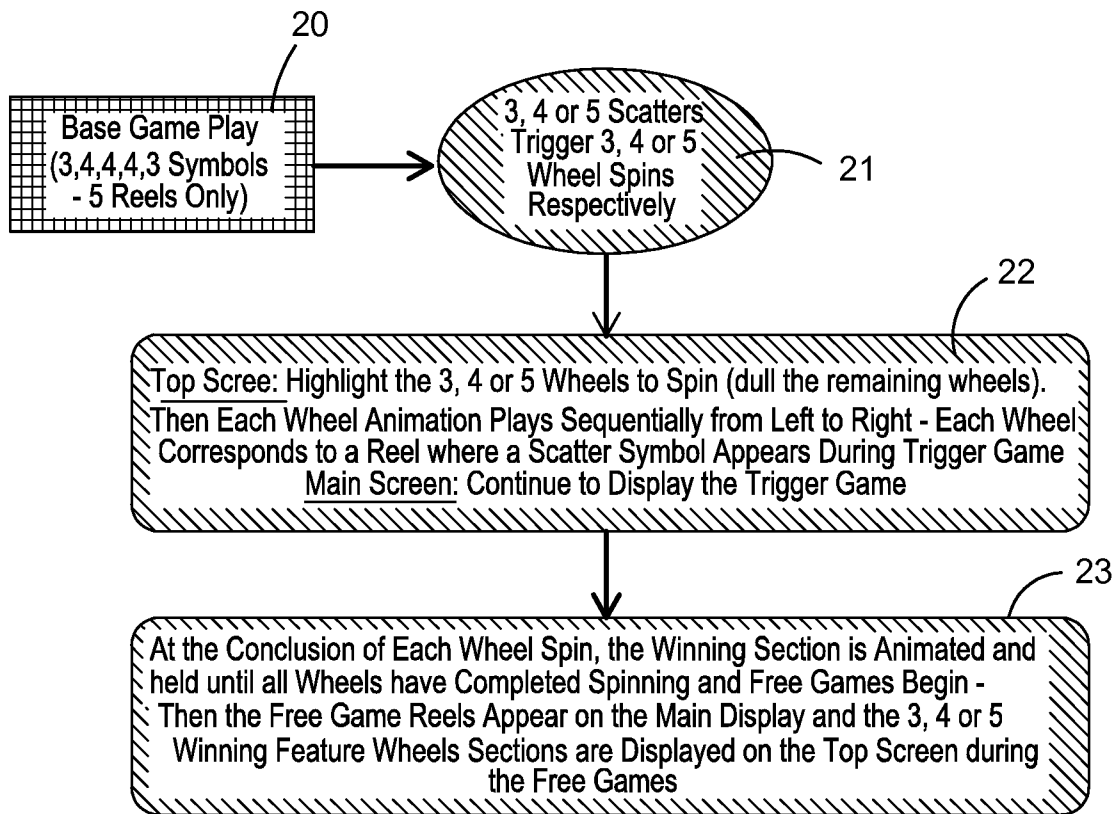 20
Base Game Play
(3,4,4,4,3 Symbols
- 5 Reels Only)
3, 4 or 5 Scatters
Trigger 3, 4 or 5
Wheel Spins
Respectively
21
22
Top Scree: Highlight the 3, 4 or 5 Wheels to Spin (dull the remaining wheels).
Then Each Wheel Animation Plays Sequentially from Left to Right - Each Wheel
Corresponds to a Reel where a Scatter Symbol Appears During Trigger Game
Main Screen: Continue to Display the Trigger Game
23
At the Conclusion of Each Wheel Spin, the Winning Section is Animated and
held until all Wheels have Completed Spinning and Free Games Begin -
Then the Free Game Reels Appear on the Main Display and the 3, 4 or 5
Winning Feature Wheels Sections are Displayed on the Top Screen during
the Free Games